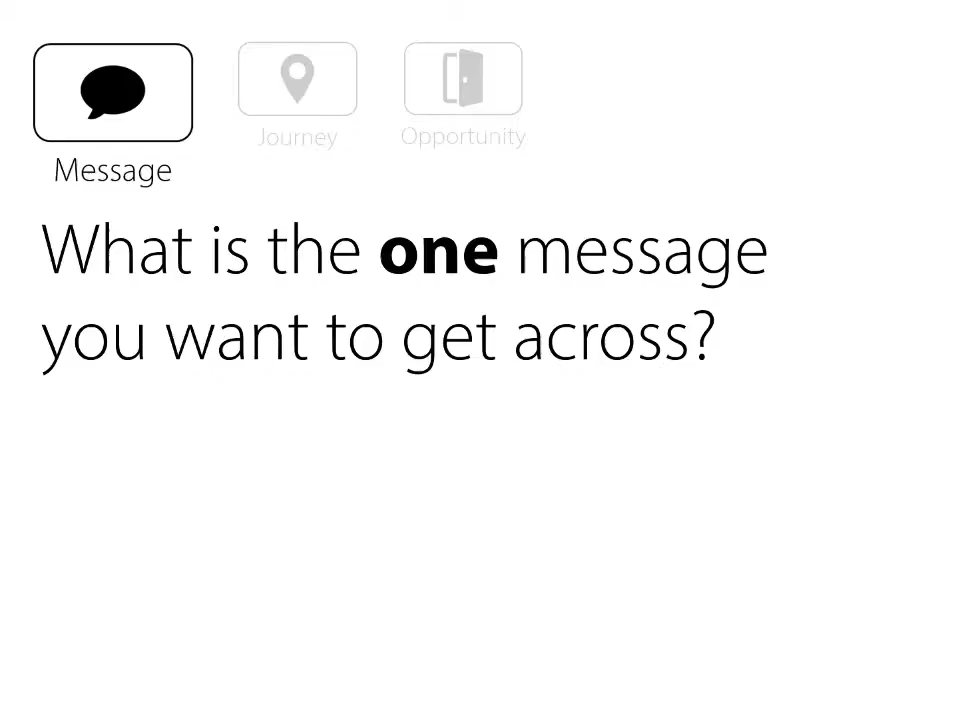 Message
Journey
Opportunity
What is the one message
you want to get across?